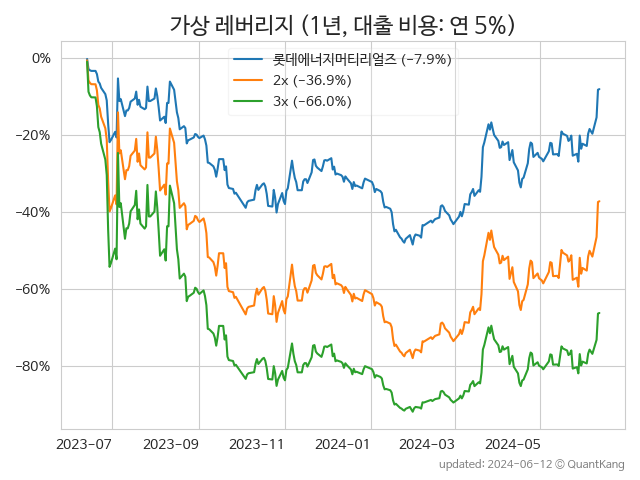 가상 레버리지 (1년, 대출 비용: 연 5%)
롯데에너지머티리얼즈 (−7.9%)
2x (−36.9%)
3x (−66.0%)
0%
−20%
−40%
−60%
−80%
2023-07 2023-09 2023-11 2024-01 2024-03 2024-05
updated: 2024-06-12 ⓒ QuantKang